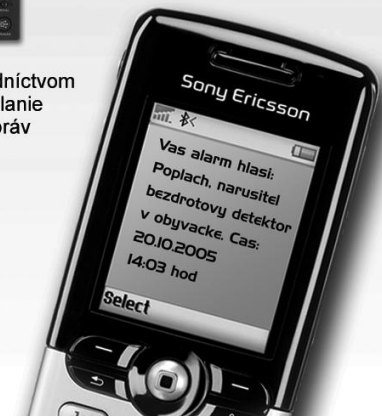 níctvom
lanie
ráv
Sony Ericsson
Vas alarm hlasi:
Poplach, narusitel
bezdrotovy detektor
v obyvacke. Cas:
20.10.2005
14:03 hod
Select